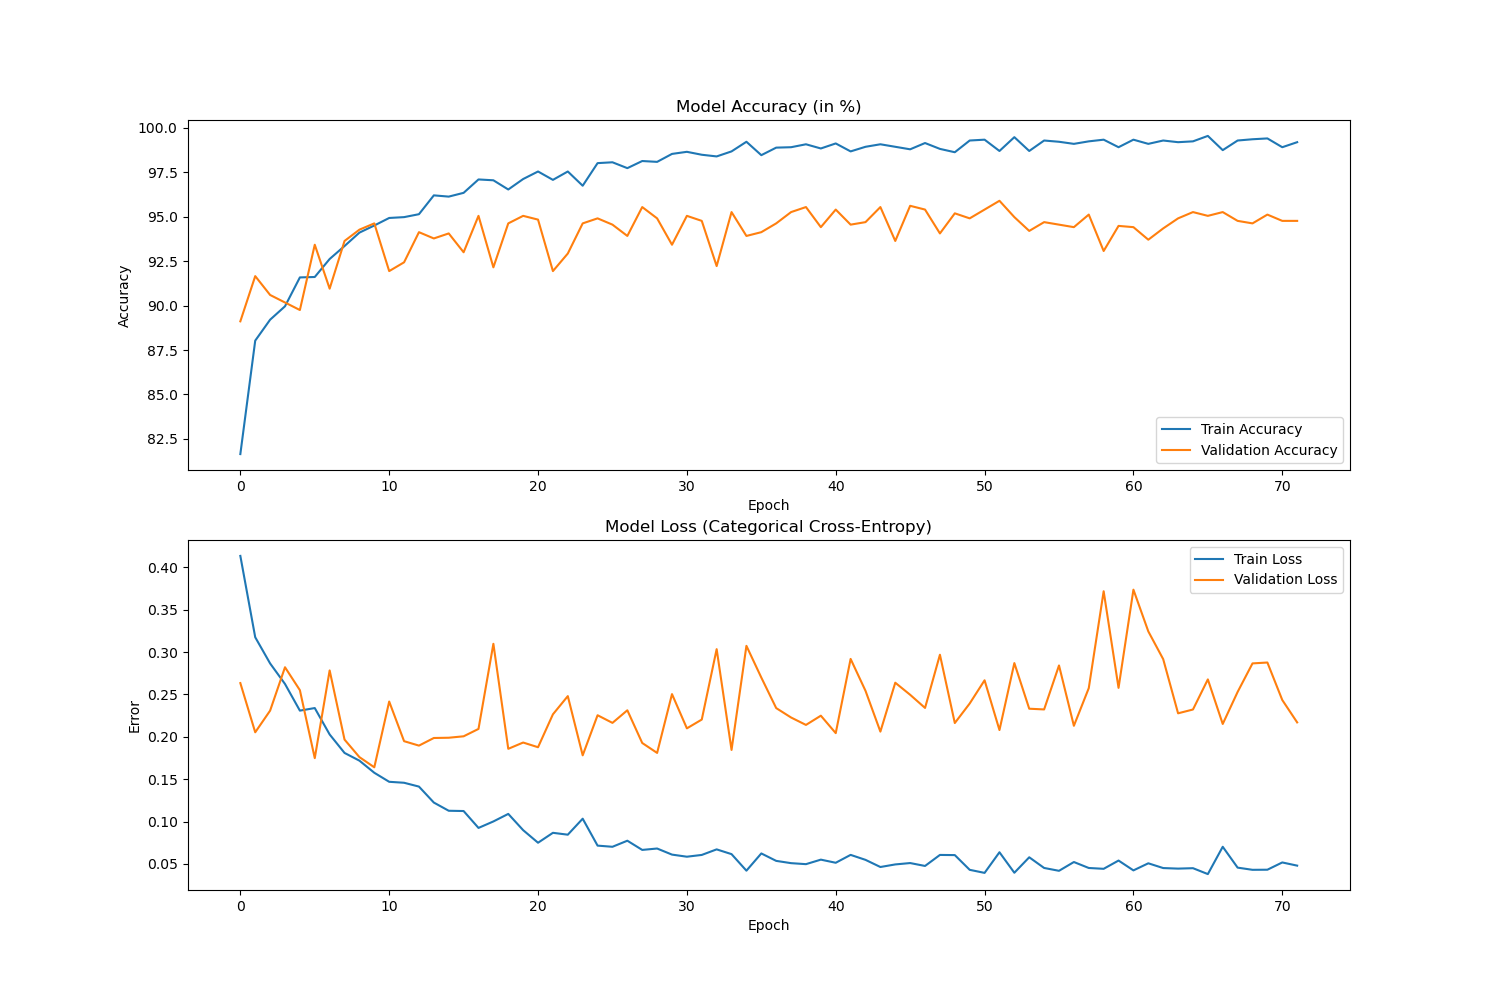 Model Accuracy (in %)
100.0
97.5
95.0
92.5
90.0
87.5
85.0
82.5
Accuracy
Train Accuracy
Validation Accuracy
0 10 20 30 40 50 60 70
Epoch
Model Loss (Categorical Cross-Entropy)
0.40
0.35
0.30
0.25
0.20
0.15
0.10
0.05
Error
Train Loss
Validation Loss
0 10 20 30 40 50 60 70
Epoch